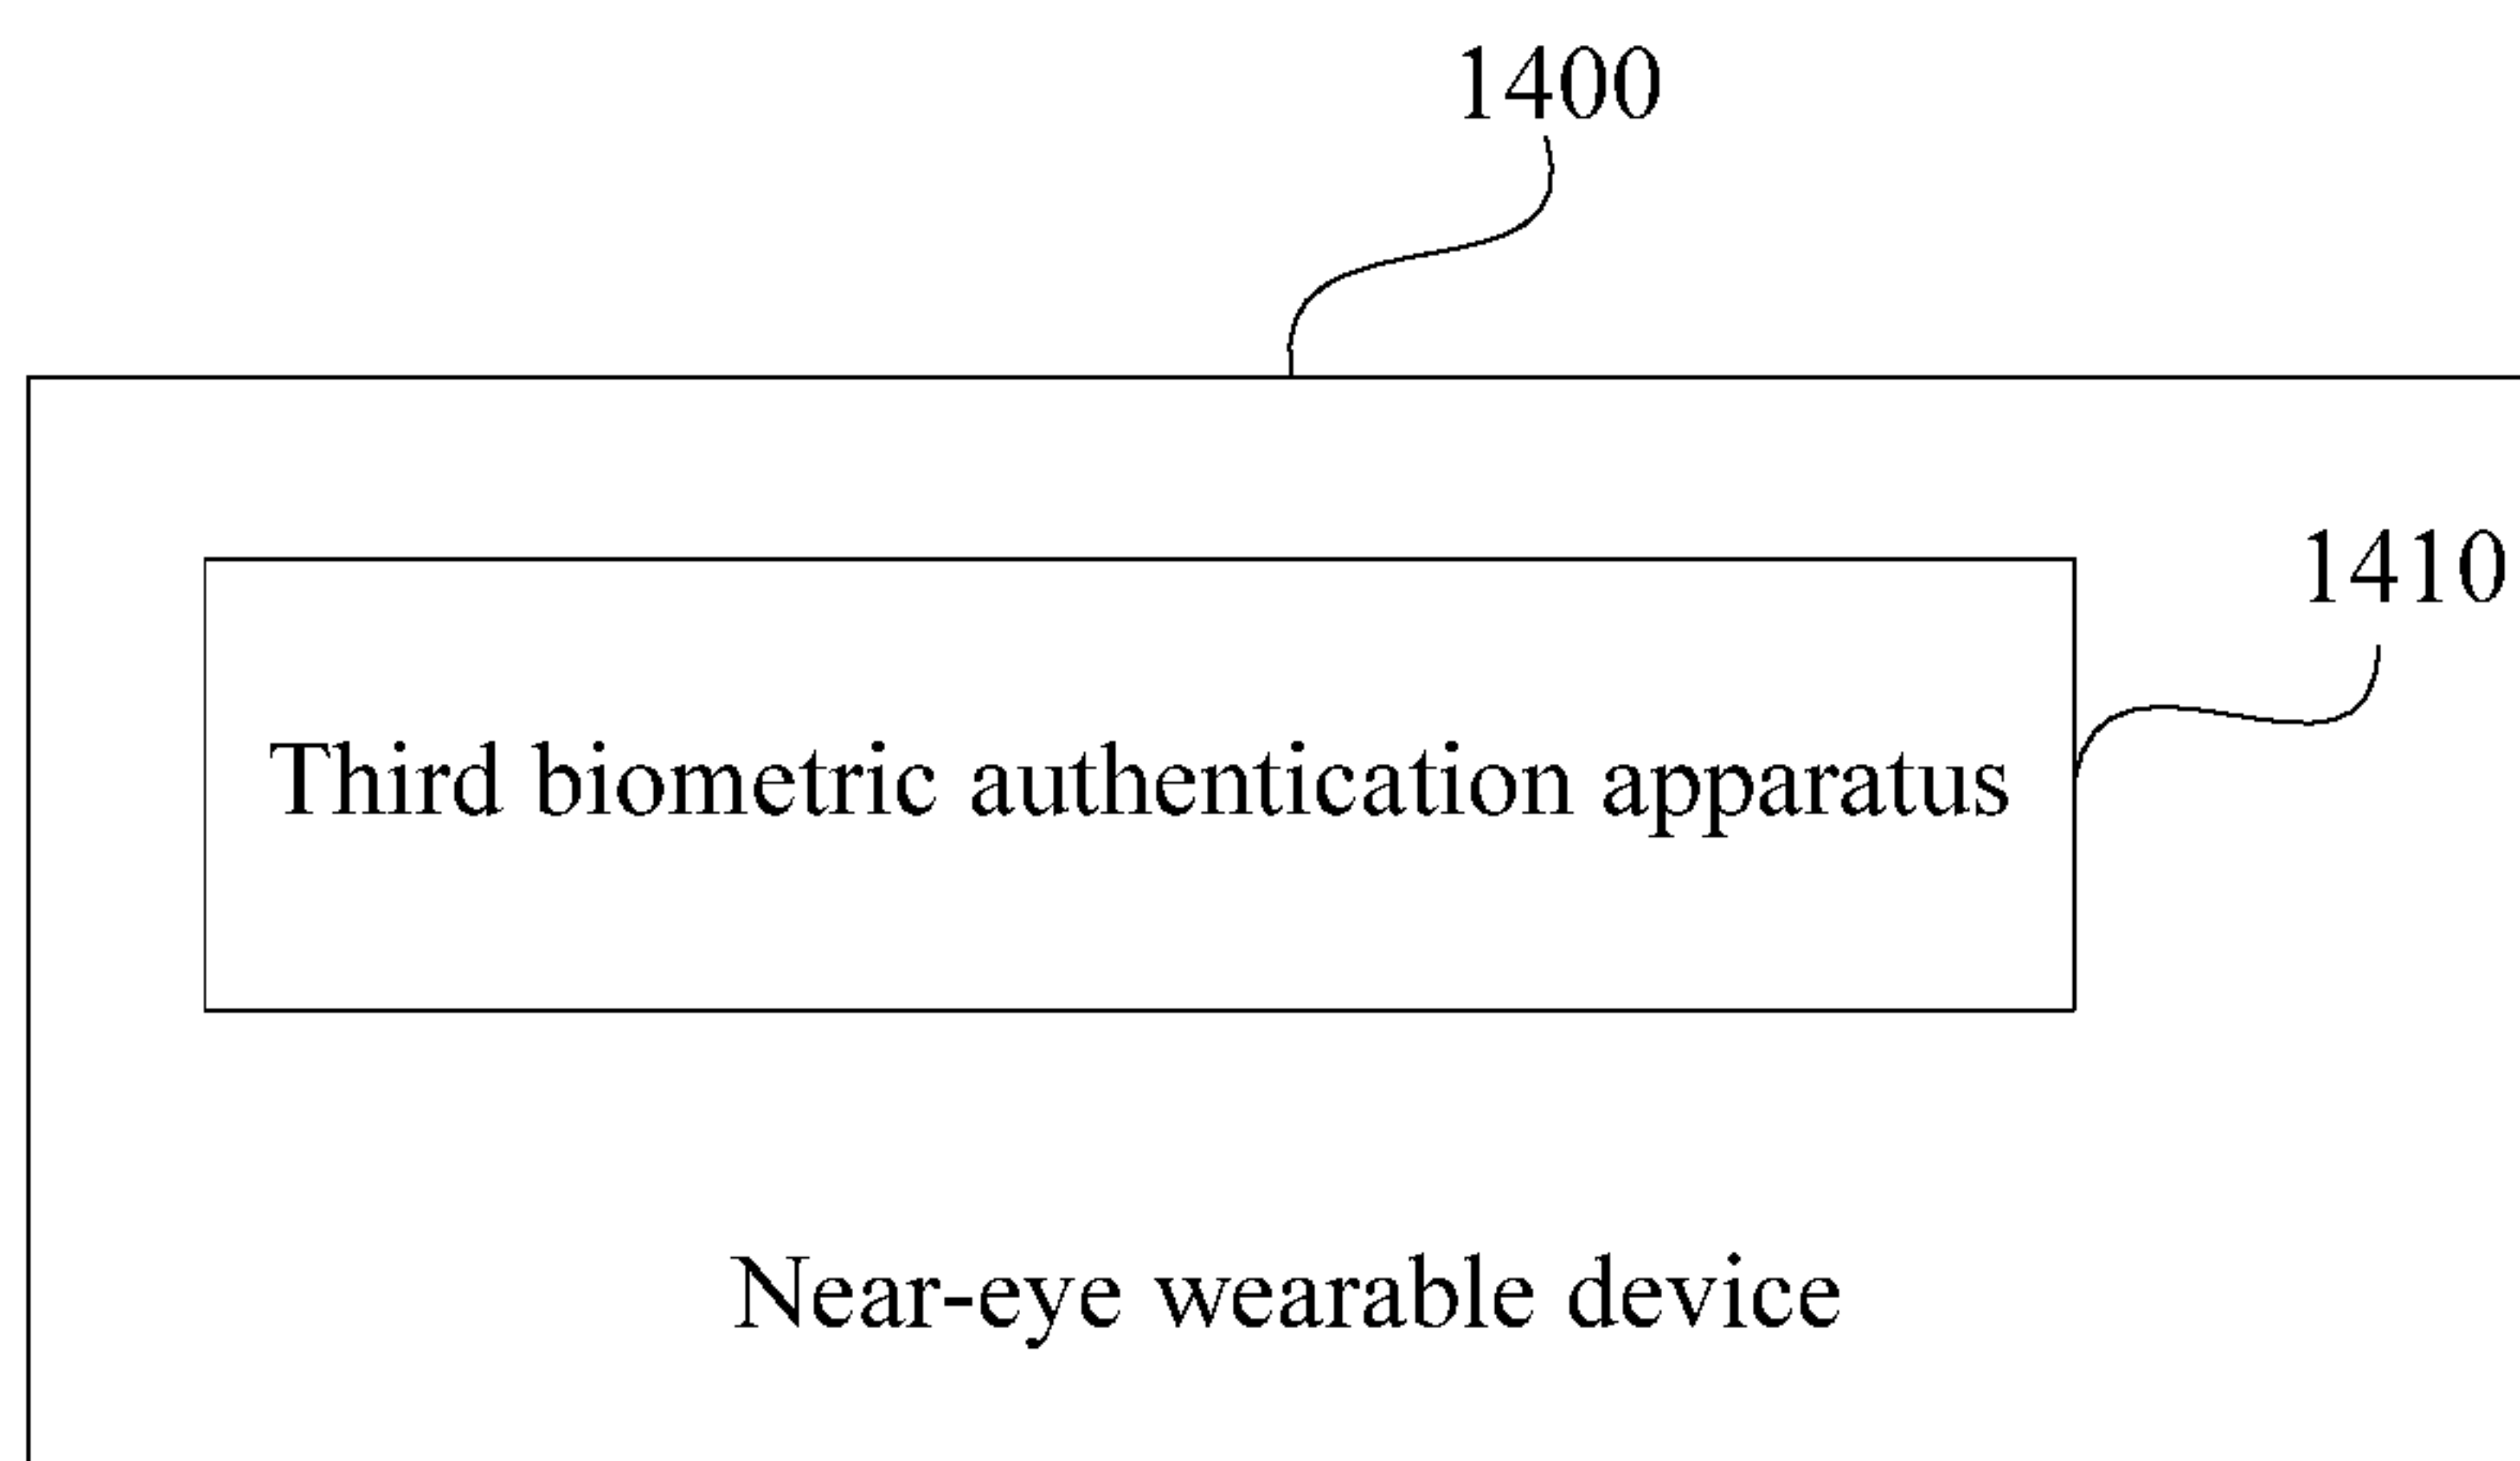 1400
1410
Third biometric authentication apparatus
Near-eye wearable device